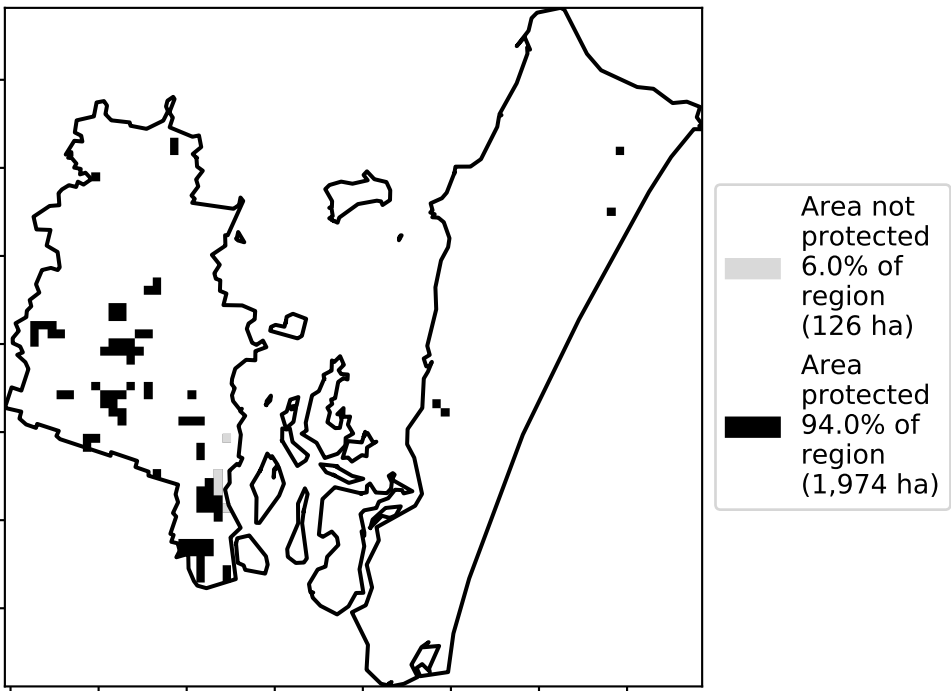 Area not
protected
6.0% of
region
(126 ha)
Area
protected
94.0% of
region
(1,974 ha)